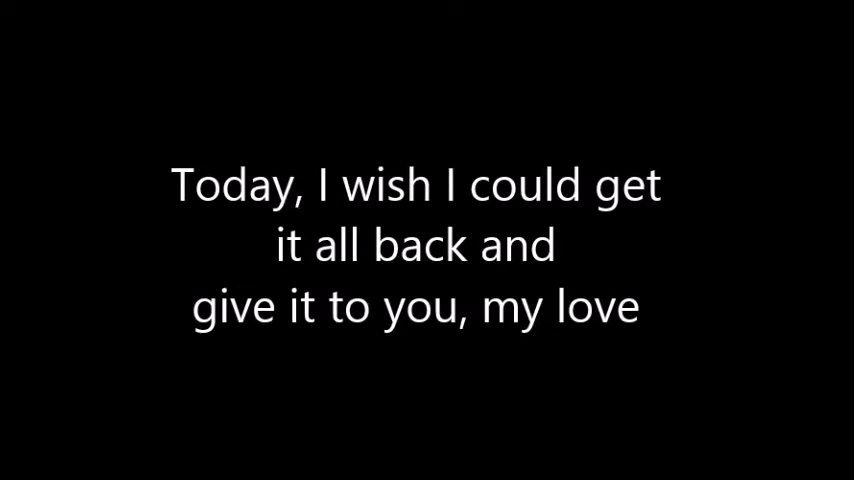 Today, I wish I could get
it all back and
give it to you, my love